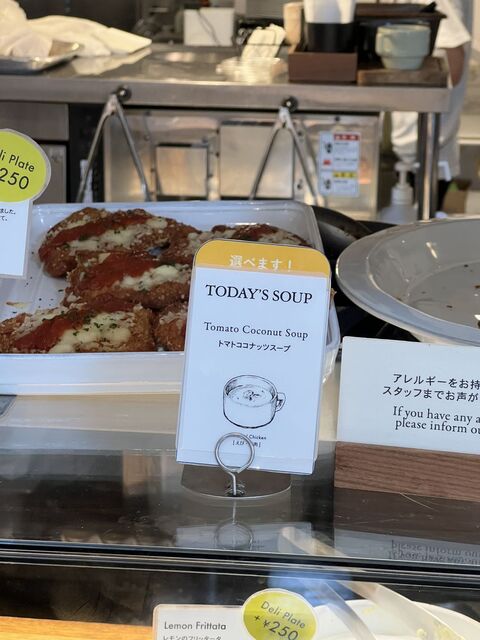 li Plate
250
選べます！
TODAY'S SOUP
Tomato Coconut Soup
トマトココナッツスープ
Chicken
アレルギーをお持
スタッフまでお声が
If you have any a
please inform ou
Lemon Frittata
レモンのフリッタータ
Deli Plate
+¥250